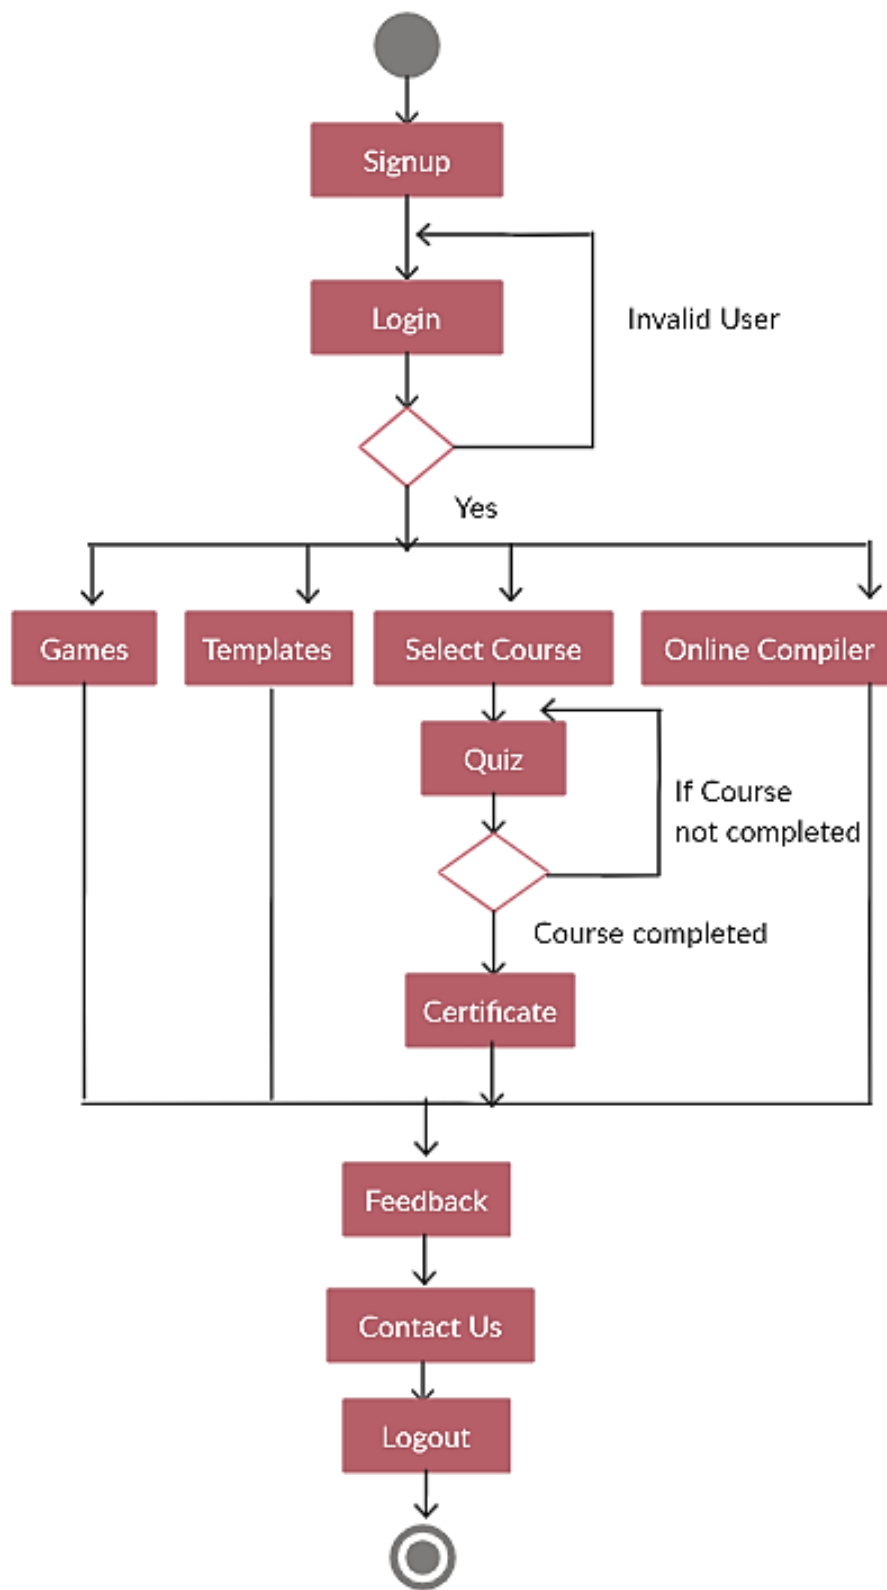 Signup
Login
Invalid User
Yes
Games
Templates
Select Course
Online Compiler
Quiz
If Course
not completed
Course completed
Certificate
Feedback
Contact Us
Logout